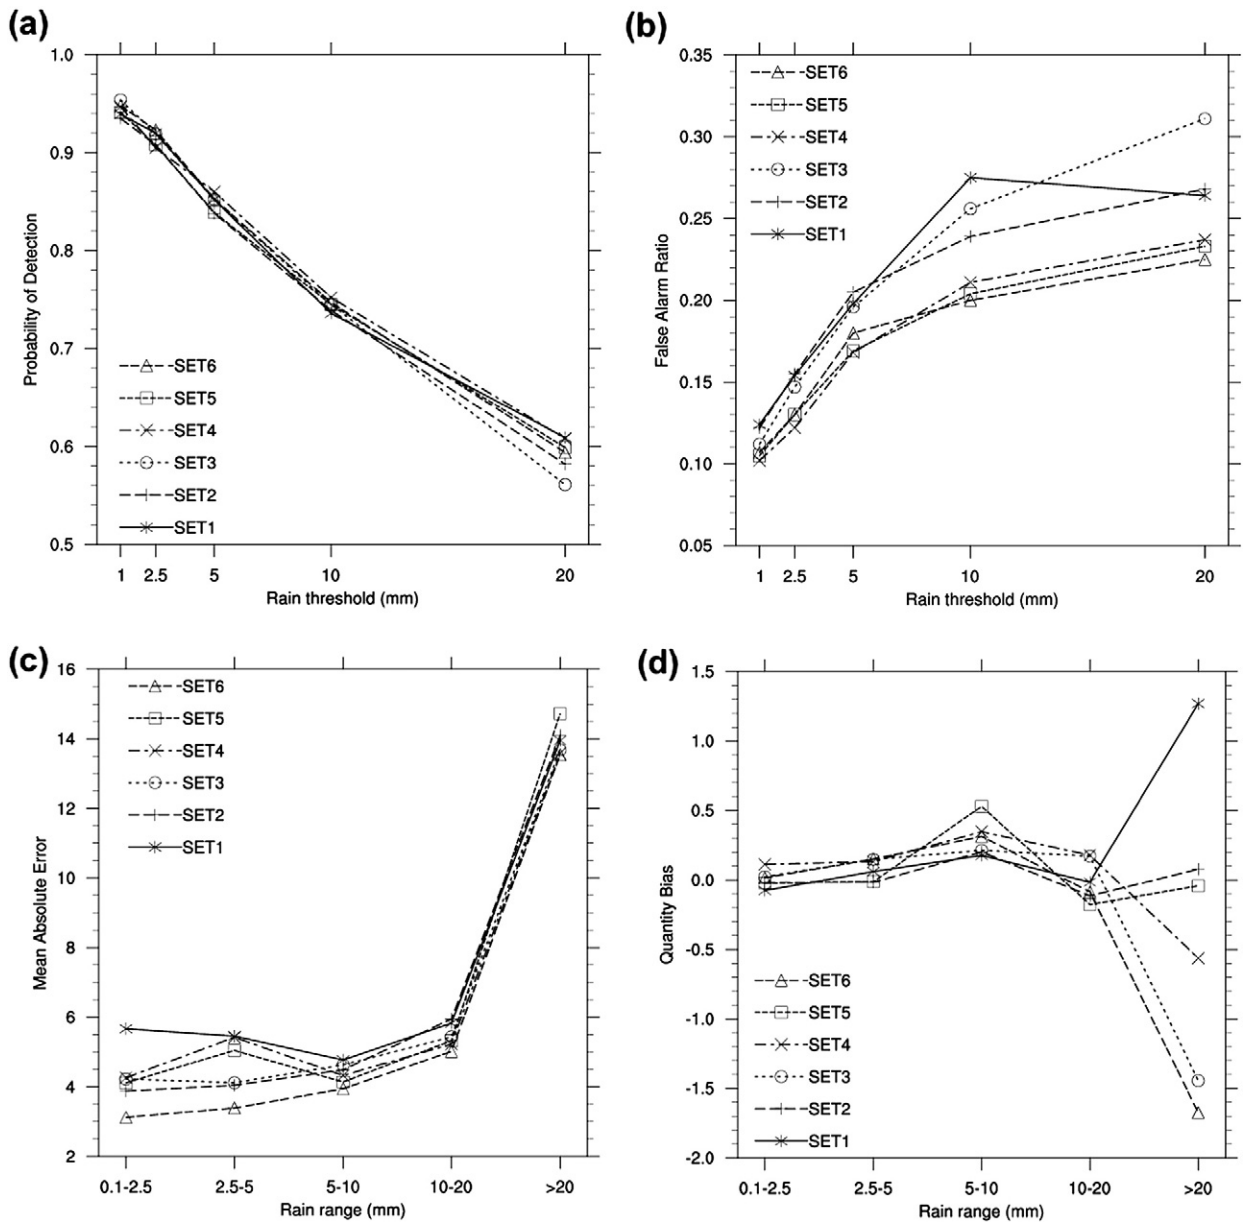 (a)
1.0
0.9
0.8
0.7
0.6
0.5
Probability of Detection
SET6
SET5
SET4
SET3
SET2
SET1
1 2.5 5 10 20
Rain threshold (mm)
(b)
0.35
0.30
0.25
0.20
0.15
0.10
0.05
False Alarm Ratio
SET6
SET5
SET4
SET3
SET2
SET1
1 2.5 5 10 20
Rain threshold (mm)
(c)
16
14
12
10
8
6
4
2
Mean Absolute Error
SET6
SET5
SET4
SET3
SET2
SET1
0.1-2.5 2.5-5 5-10 10-20 >20
Rain range (mm)
(d)
1.5
1.0
0.5
0.0
-0.5
-1.0
-1.5
-2.0
Quantity Bias
SET6
SET5
SET4
SET3
SET2
SET1
0.1-2.5 2.5-5 5-10 10-20 >20
Rain range (mm)